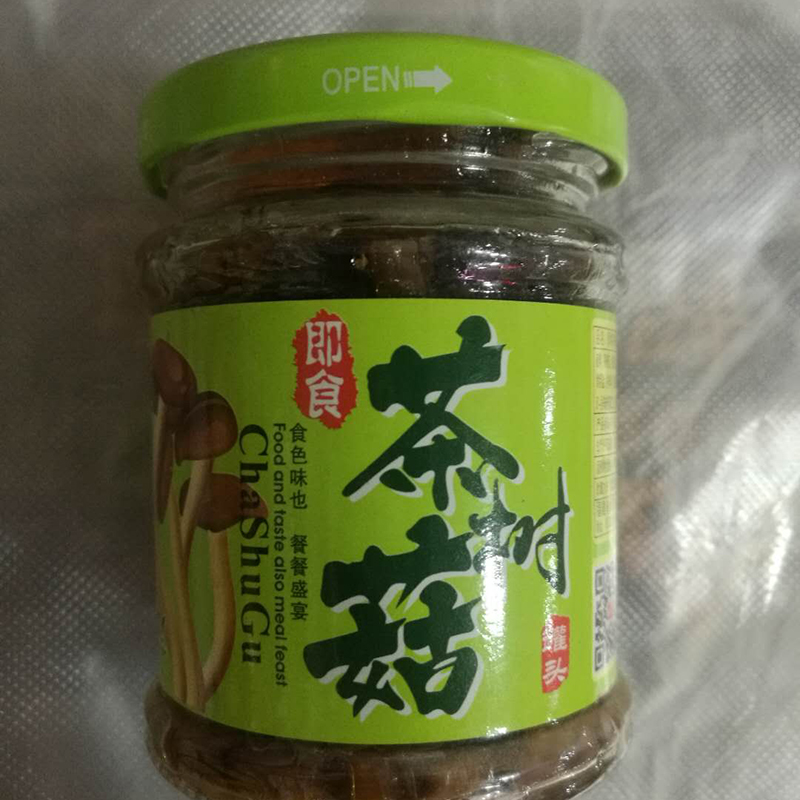 OPEN
即食
茶树菇
罐头
食色味也 餐餐盛宴
Food and taste also meal feast
ChaShuGu